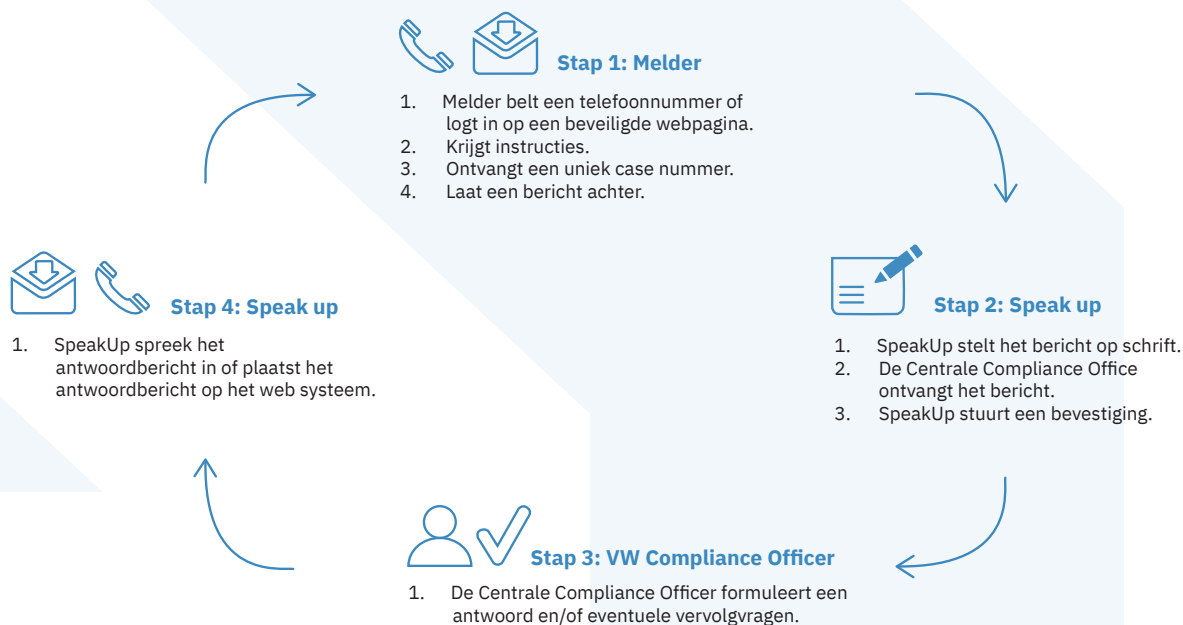 Stap 1: Melder
1. Melder belt een telefoonnummer of
logt in op een beveiligde webpagina.
2. Krijgt instructies.
3. Ontvangt een uniek case nummer.
4. Laat een bericht achter.
Stap 2: Speak up
1. SpeakUp stelt het bericht op schrift.
2. De Centrale Compliance Office
ontvangt het bericht.
3. SpeakUp stuurt een bevestiging.
Stap 3: VW Compliance Officer
1. De Centrale Compliance Officer formuleert een
antwoord en/of eventuele vervolgvragen.
Stap 4: Speak up
1. SpeakUp spreek het
antwoordbericht in of plaatst het
antwoordbericht op het web systeem.